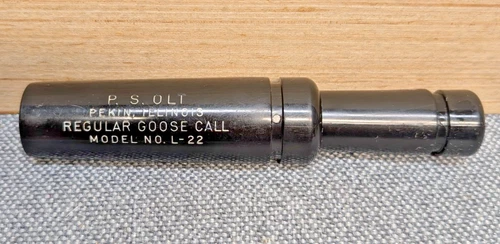 P. S. OLT
PEKIN, ILLINOIS
REGULAR GOOSE CALL
MODEL NO. L-22